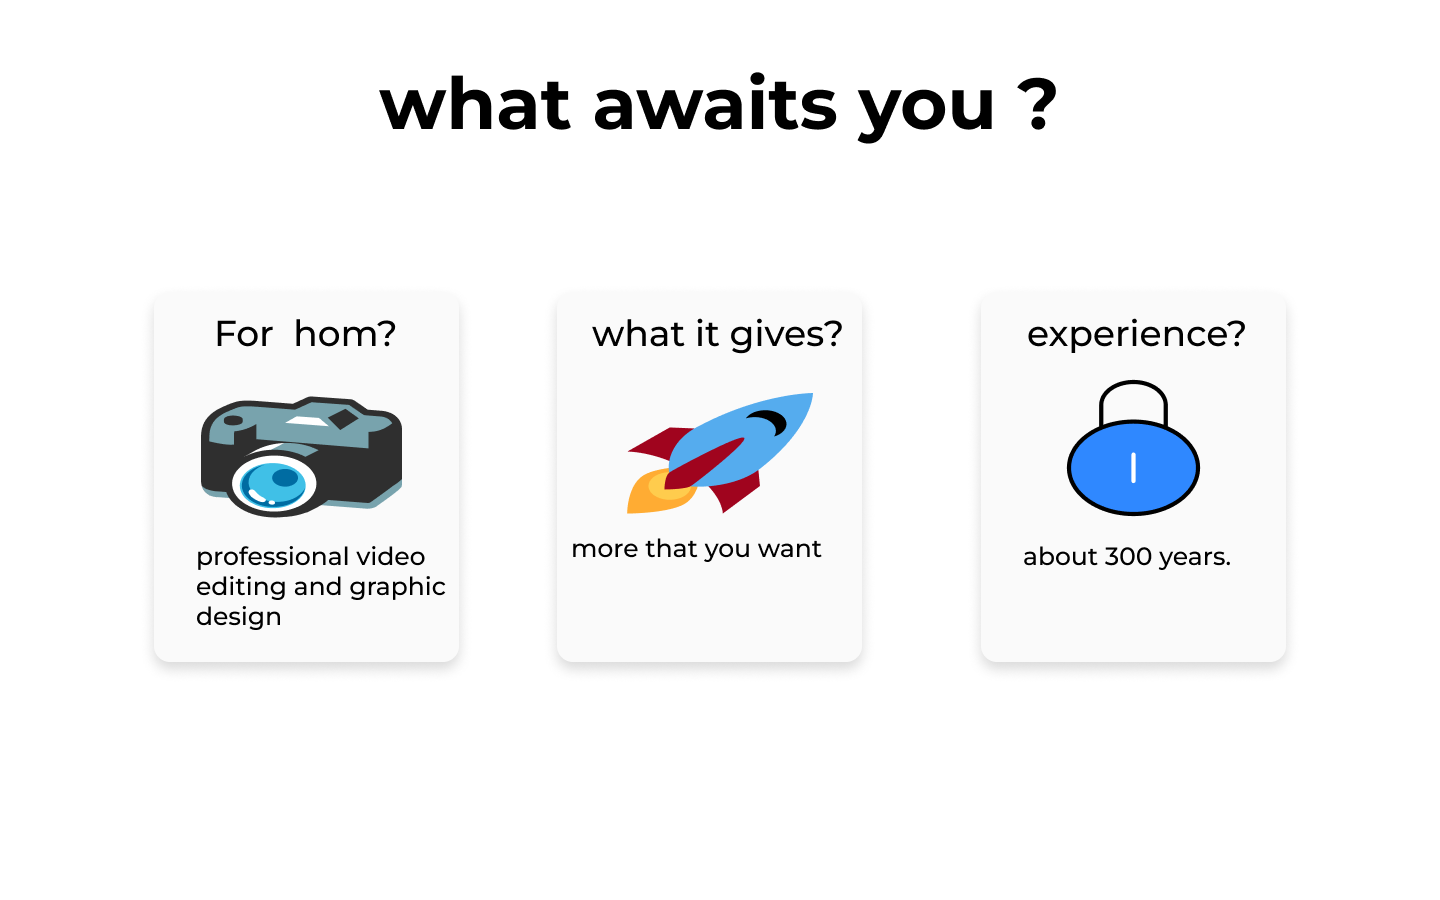 what awaits you ?
For  hom?
professional video
editing and graphic
design
what it gives?
more that you want
experience?
about 300 years.